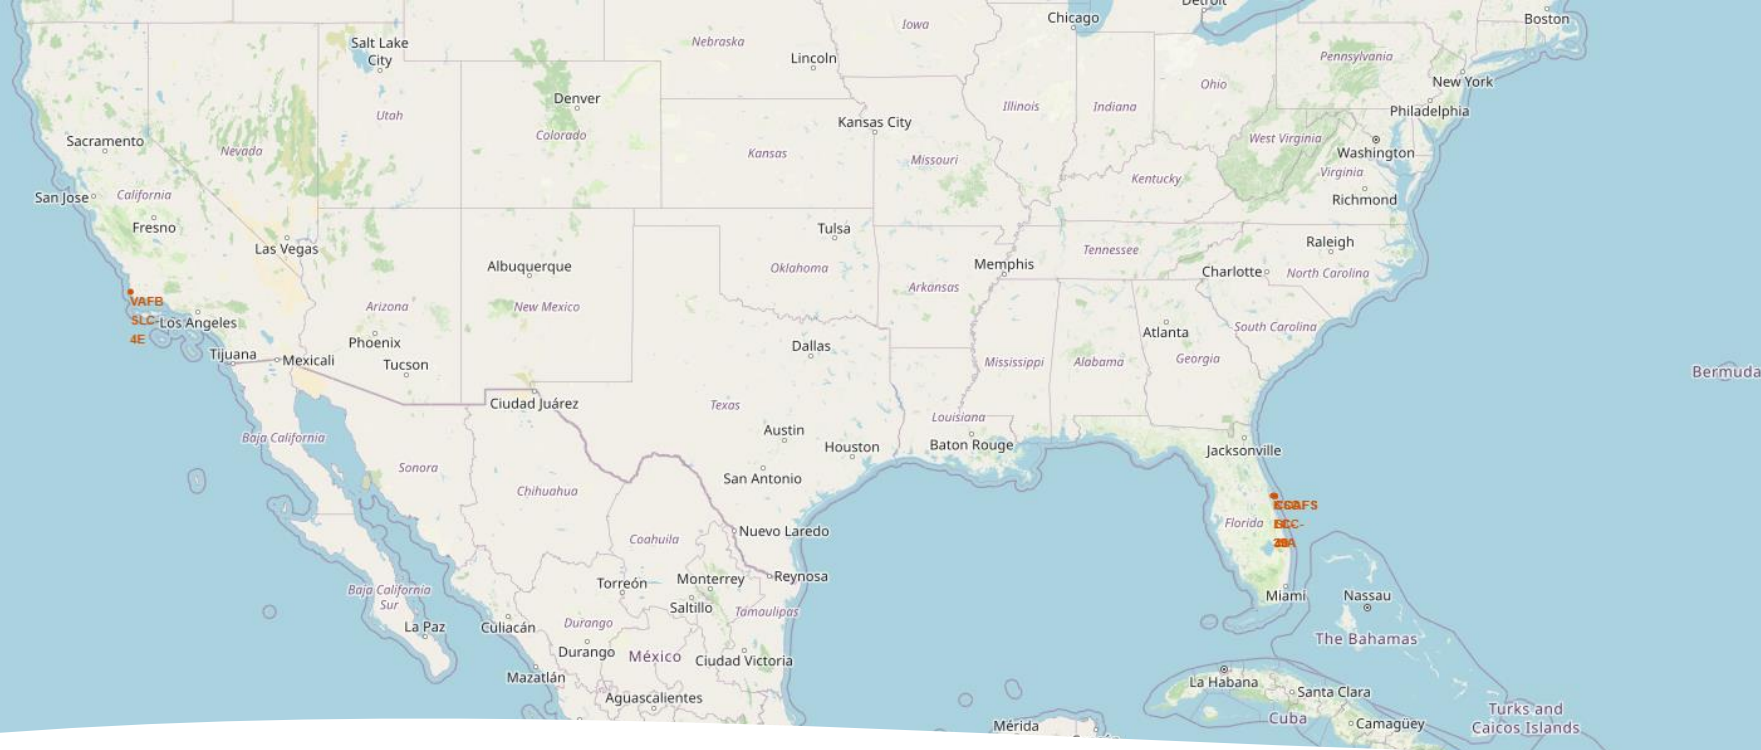 Chicago
Detroit
Boston
Iowa
Salt Lake
City
Nebraska
Lincoln
Pennsylvania
New York
Ohio
Denver
Illinois
Indiana
Philadelphia
Utah
Kansas City
Colorado
Sacramento
West Virginia
Nevada
Kansas
Missouri
Washington
Virginia
Kentucky
San Jose
California
Richmond
Fresno
Tulsa
Las Vegas
Raleigh
Tennessee
Albuquerque
Oklahoma
Memphis
Charlotte
North Carolina
Arkansas
VAFB
SLC-
4E
Arizona
New Mexico
Los Angeles
South Carolina
Phoenix
Atlanta
Dallas
Tijuana
Mexicali
Tucson
Mississippi
Alabama
Georgia
Bermuda
Ciudad Juárez
Texas
Louisiana
Austin
Baja California
Houston
Baton Rouge
Jacksonville
Sonora
San Antonio
Chihuahua
Florida
Nuevo Laredo
Coahuila
Torreón
Monterrey
Reynosa
Baja California
Sur
Saltillo
Tamaulipas
Miami
Nassau
La Paz
Culiacán
Durango
The Bahamas
Durango
México
Ciudad Victoria
Mazatlán
La Habana
Santa Clara
Aguascalientes
Turks and
Caicos Islands
Mérida
Cuba
Camagüey